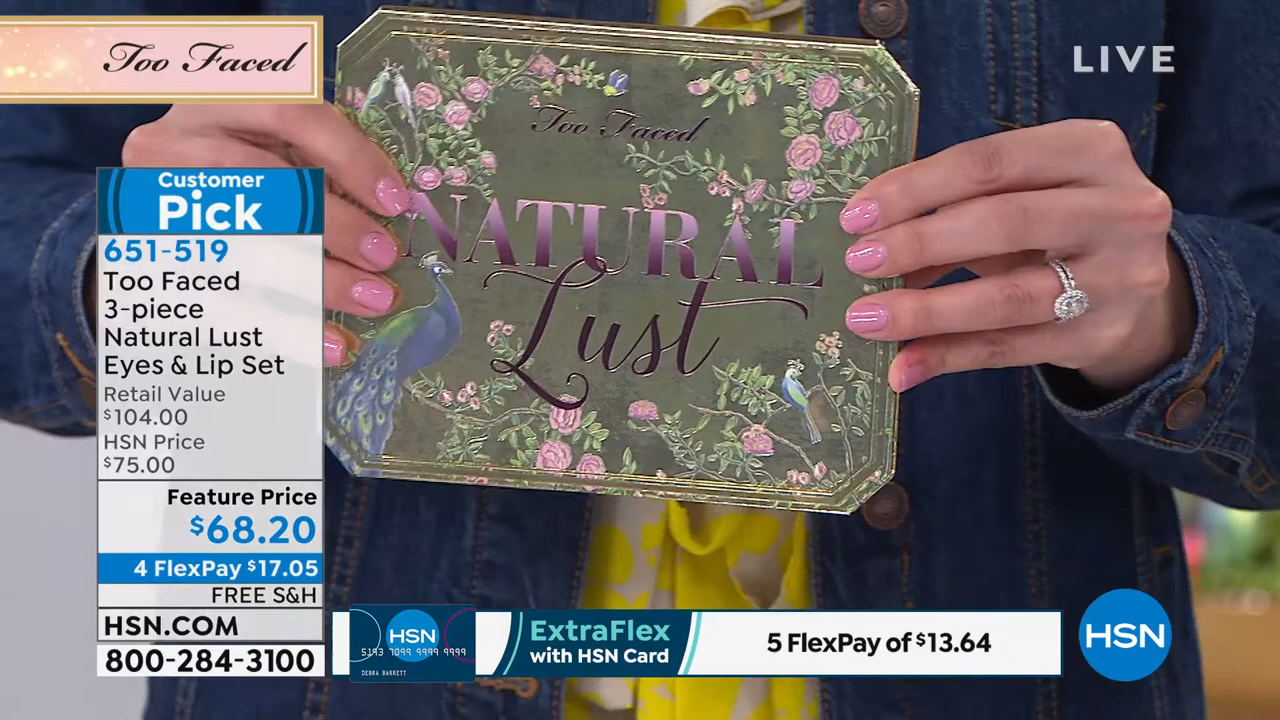 Too Faced
LIVE
Too Faced
NATURAL
Lust
Customer
Pick
651-519
Too Faced
3-piece
Natural Lust
Eyes & Lip Set
Retail Value
$104.00
HSN Price
$75.00
Feature Price
$68.20
4 FlexPay $17.05
FREE S&H
HSN.COM
800-284-3100
HSN
5193 7099 9999 9999
DEBRA BARRETT
ExtraFlex
with HSN Card
5 FlexPay of $13.64
HSN